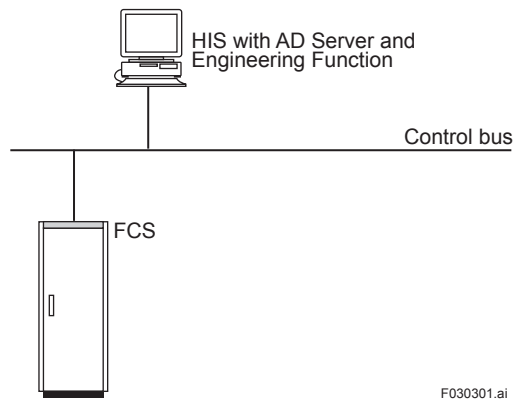 HIS with AD Server and
Engineering Function
Control bus
FCS
F030301.ai